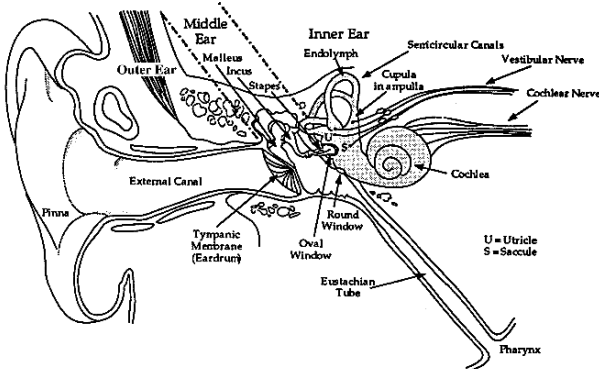 Middle
Ear
Inner Ear
Endolymph
Semicircular Canals
Malleus
Incus
Outer Ear
Stapes
Cupula
in ampulla
Vestibular Nerve
Cochlear Nerve
U
S
External Canal
Cochlea
Pinna
Tympanic
Membrane
(Eardrum)
Round
Window
Oval
Window
U = Utricle
S = Saccule
Eustachian
Tube
Pharynx